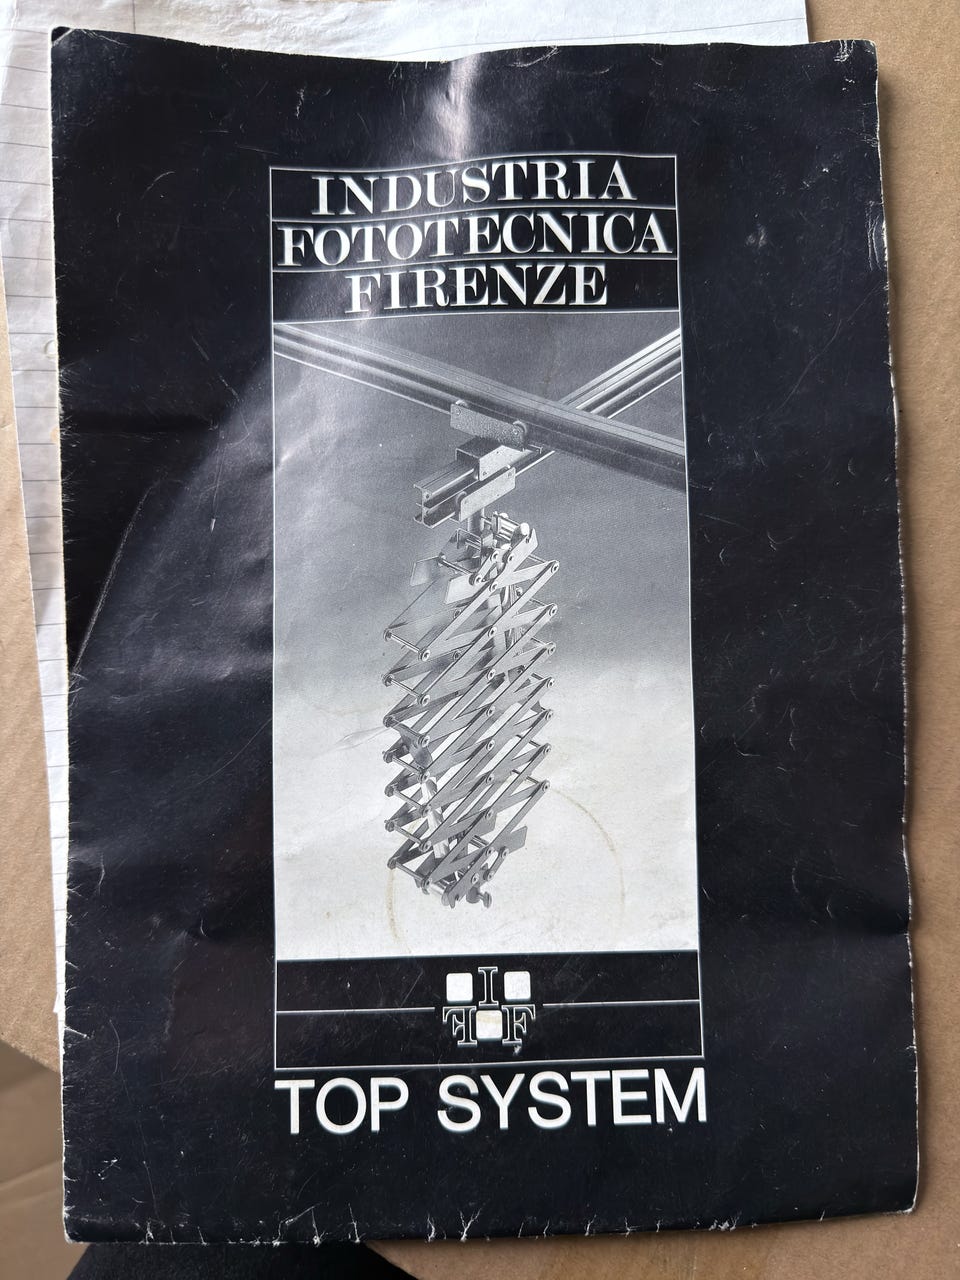 INDUSTRIA
FOTOTECNICA
FIRENZE
I
F F
TOP SYSTEM